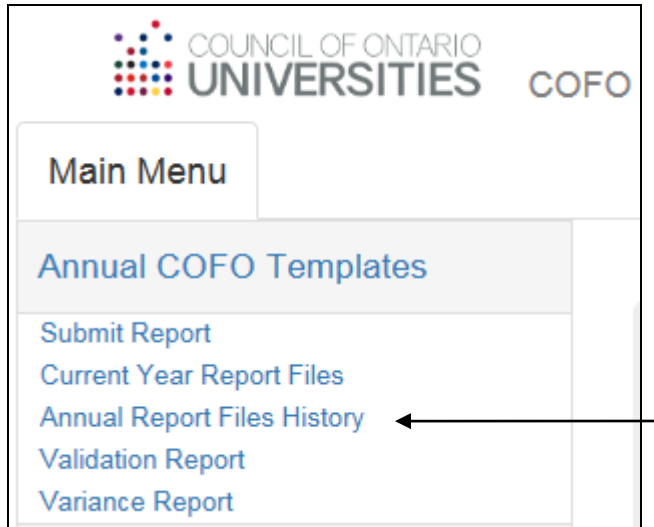 COUNCIL OF ONTARIO
UNIVERSITIES COFO
Main Menu
Annual COFO Templates
Submit Report
Current Year Report Files
Annual Report Files History
Validation Report
Variance Report